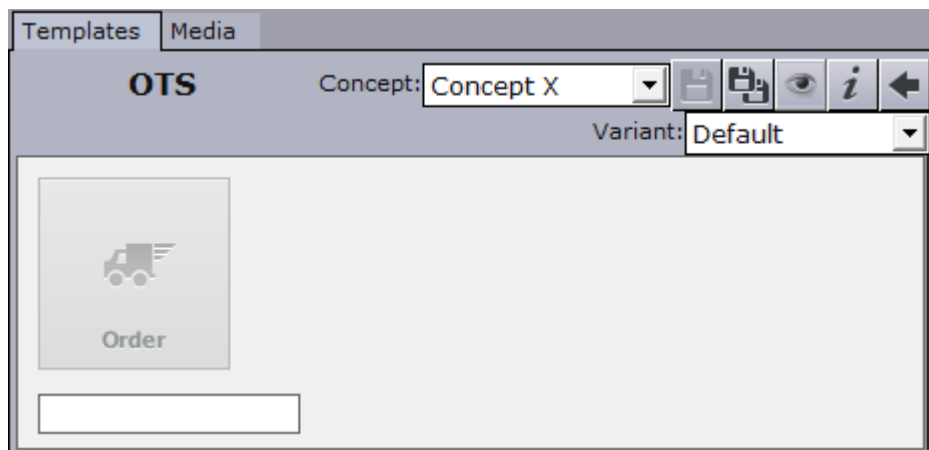 Templates Media
OTS Concept: Concept X i
Variant: Default
Order